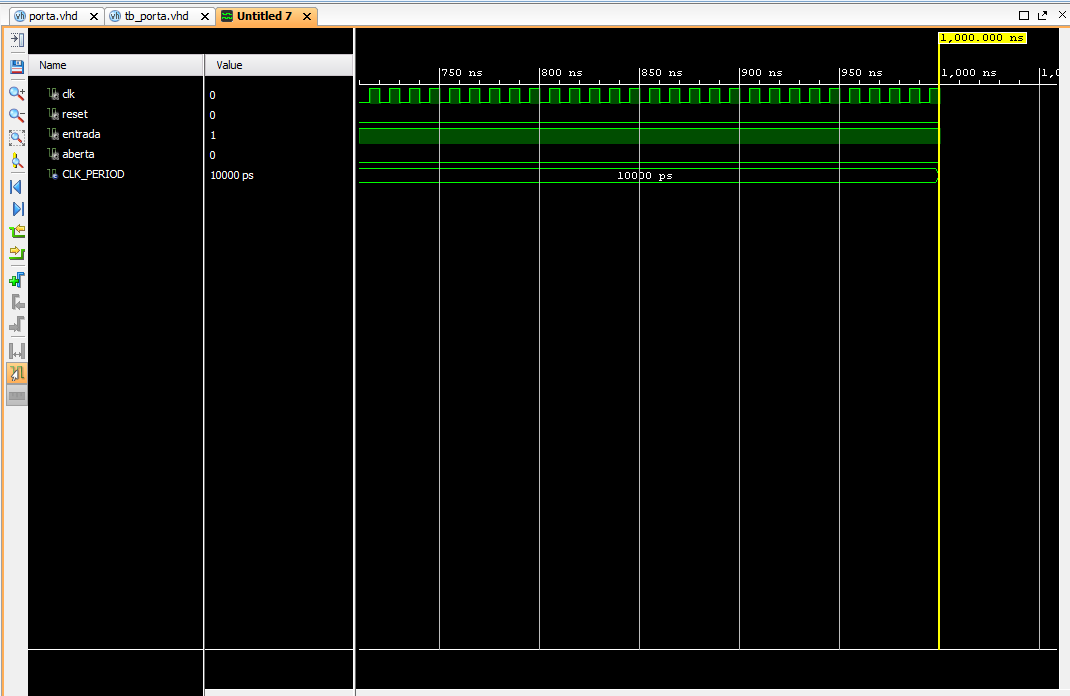 porta.vhd tb_porta.vhd Untitled 7
1,000.000 ns
Name Value
750 ns 800 ns 850 ns 900 ns 950 ns 1,000 ns 1,0
clk 0
reset 0
entrada 1
aberta 0
CLK_PERIOD 10000 ps 10000 ps